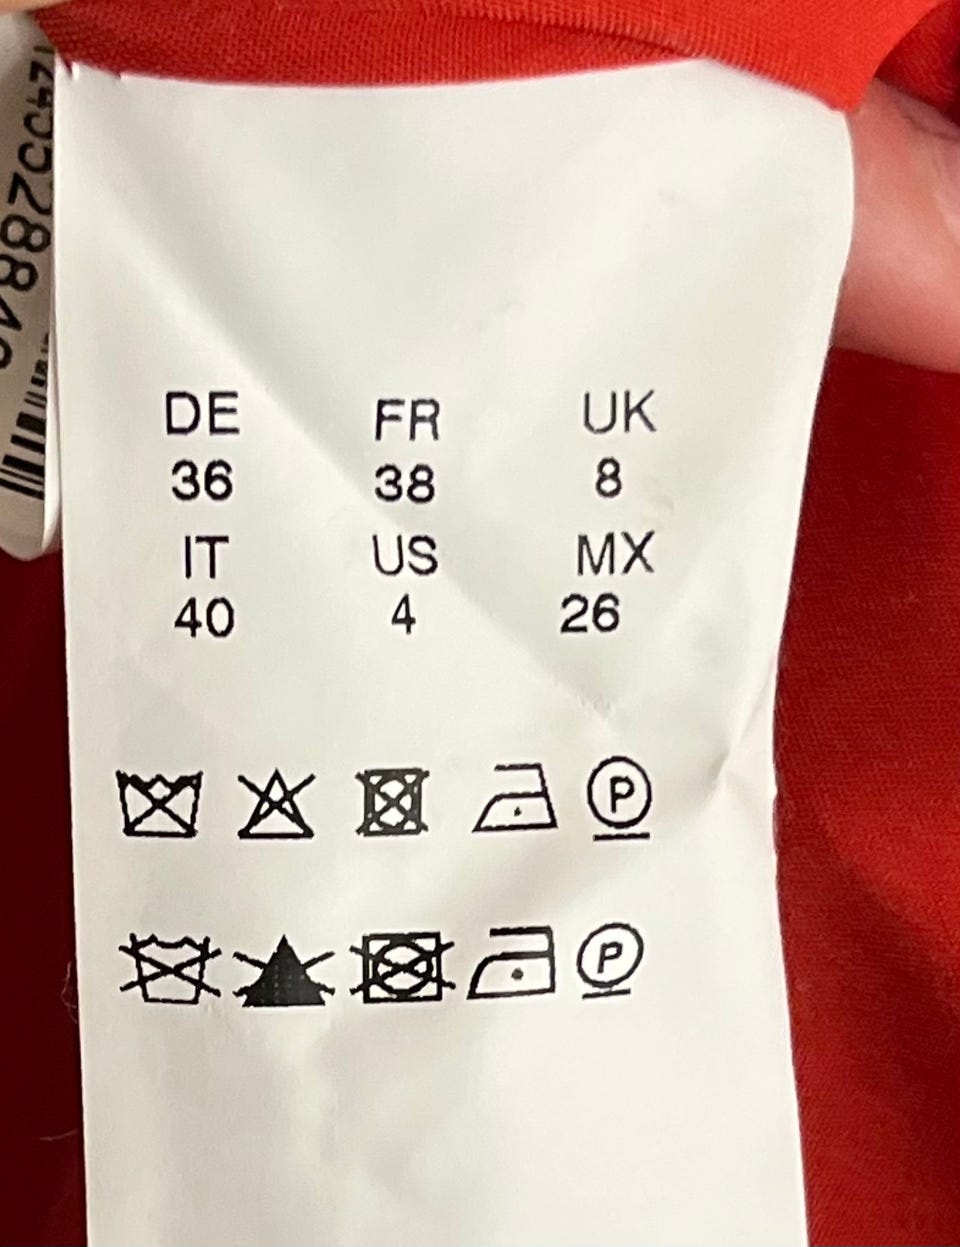 DE FR UK
36 38 8
IT US MX
40 4 26
P
P